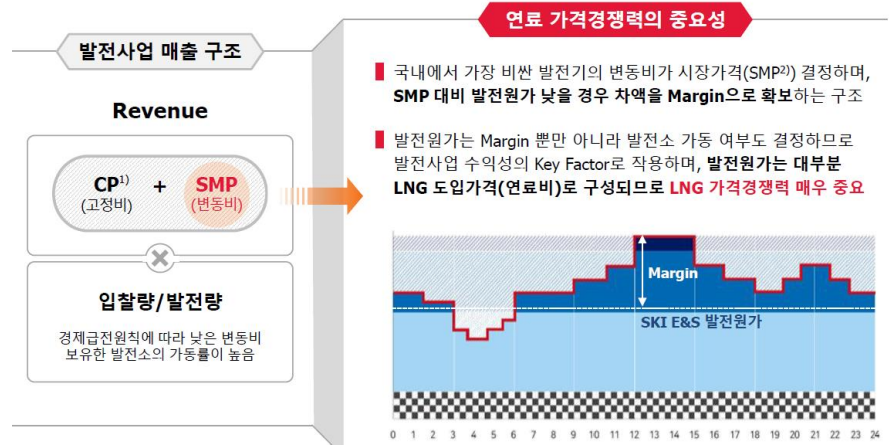 발전사업 매출 구조
Revenue
CP1) + SMP
(고정비) (변동비)
입찰량/발전량
경제급전원칙에 따라 낮은 변동비
보유한 발전소의 가동률이 높음
연료 가격경쟁력의 중요성
국내에서 가장 비싼 발전기의 변동비가 시장가격(SMP2)) 결정하며,
SMP 대비 발전원가 낮을 경우 차액을 Margin으로 확보하는 구조
발전원가는 Margin 뿐만 아니라 발전소 가동 여부도 결정하므로
발전사업 수익성의 Key Factor로 작용하며, 발전원가는 대부분
LNG 도입가격(연료비)로 구성되므로 LNG 가격경쟁력 매우 중요
Margin
SKI E&S 발전원가
0 1 2 3 4 5 6 7 8 9 10 11 12 13 14 15 16 17 18 19 20 21 22 23 24